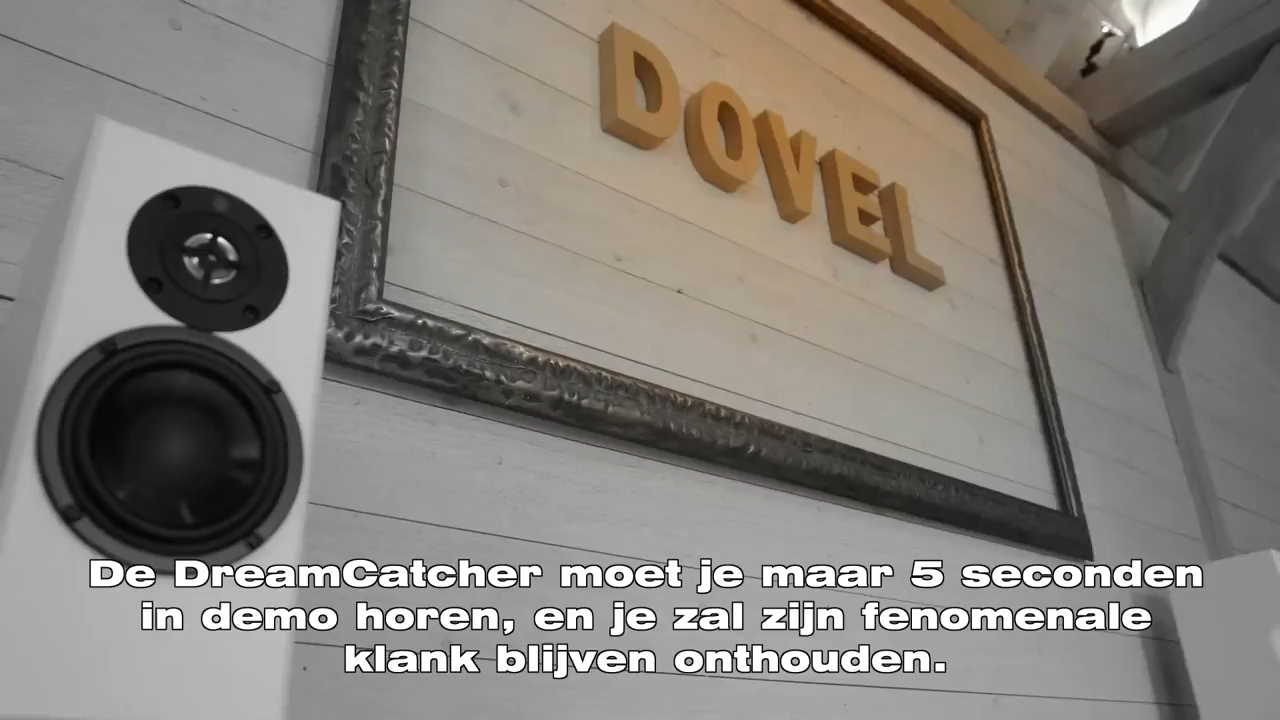 DOVEL
De DreamCatcher moet je maar 5 seconden
in demo horen, en je zal zijn fenomenale
klank blijven onthouden.